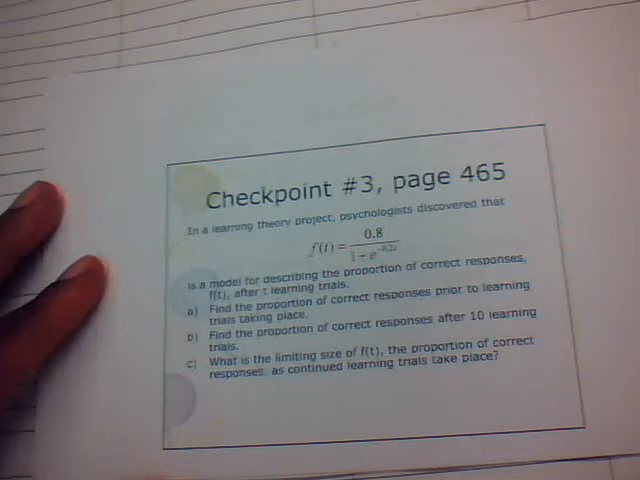 Checkpoint #3, page 465
In a learning theory project, psychologists discovered that
f(t) = 0.8 / (1 − e^−0.2t)
is a model for describing the proportion of correct responses,
f(t), after t learning trials.
a) Find the proportion of correct responses prior to learning
trials taking place.
b) Find the proportion of correct responses after 10 learning
trials.
c) What is the limiting size of f(t), the proportion of correct
responses, as continued learning trials take place?